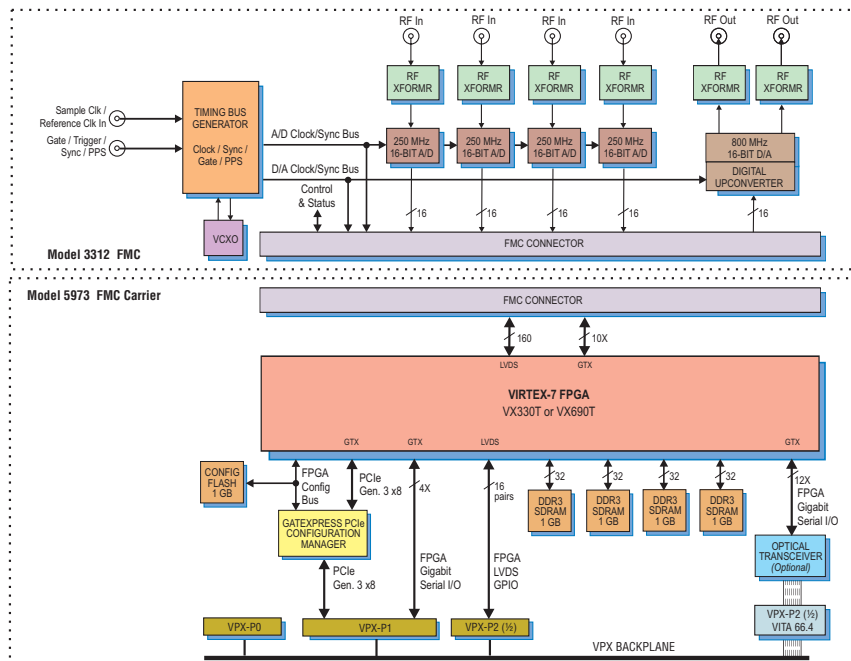 RF In
RF In
RF In
RF In
RF Out
RF Out
RF
XFORMR
RF
XFORMR
RF
XFORMR
RF
XFORMR
RF
XFORMR
RF
XFORMR
Sample Clk /
Reference Clk In
Gate / Trigger /
Sync / PPS
TIMING BUS
GENERATOR
Clock / Sync /
Gate / PPS
A/D Clock/Sync Bus
D/A Clock/Sync Bus
250 MHz
16-BIT A/D
250 MHz
16-BIT A/D
250 MHz
16-BIT A/D
250 MHz
16-BIT A/D
800 MHz
16-BIT D/A
DIGITAL
UPCONVERTER
Control
& Status
16
16
16
16
16
VCXO
FMC CONNECTOR
Model 3312 FMC
Model 5973 FMC Carrier
FMC CONNECTOR
160
10X
LVDS
GTX
VIRTEX-7 FPGA
VX330T or VX690T
GTX
GTX
LVDS
GTX
CONFIG
FLASH
1 GB
FPGA
Config
Bus
PCIe
Gen. 3 x8
4X
16
pairs
32
32
32
32
12X
FPGA
Gigabit
Serial I/O
DDR3
SDRAM
1 GB
DDR3
SDRAM
1 GB
DDR3
SDRAM
1 GB
DDR3
SDRAM
1 GB
GATEXPRESS PCIe
CONFIGURATION
MANAGER
OPTICAL
TRANSCEIVER
(Optional)
PCIe
Gen. 3 x8
FPGA
Gigabit
Serial I/O
FPGA
LVDS
GPIO
VPX-P0
VPX-P1
VPX-P2 (½)
VPX-P2 (½)
VITA 66.4
VPX BACKPLANE